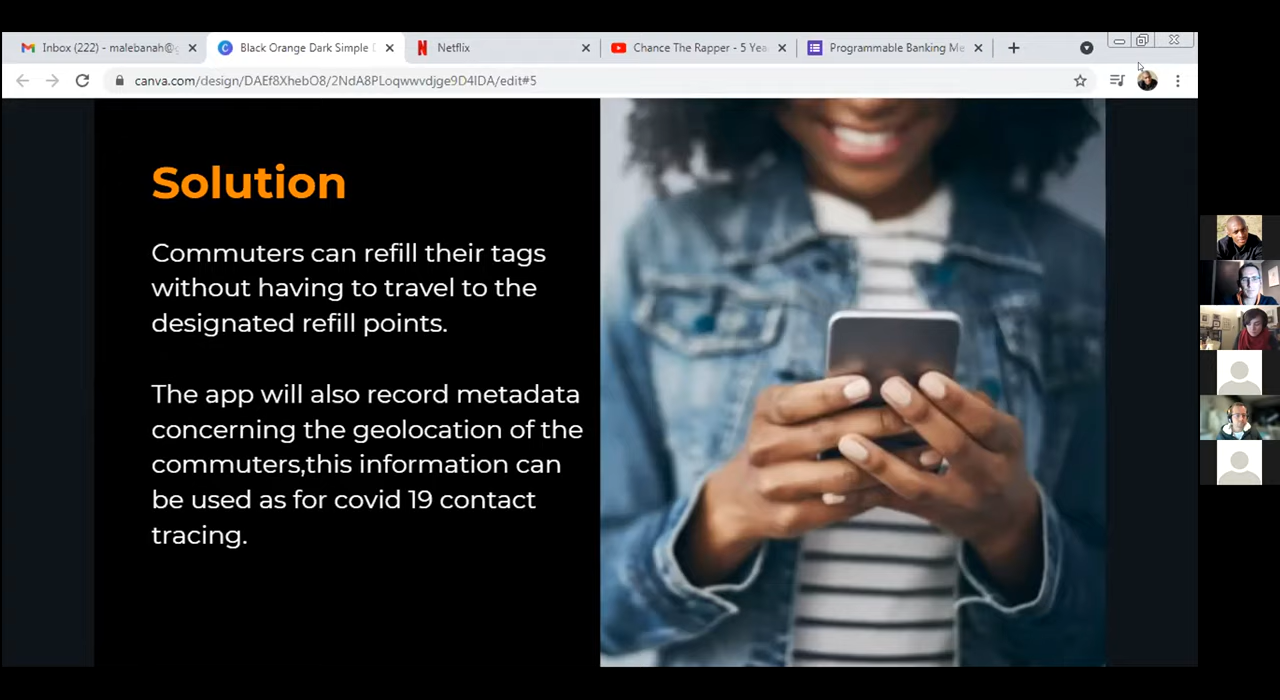 Inbox (222) - malebanah@g
Black Orange Dark Simple
Netflix
Chance The Rapper - 5 Yea
Programmable Banking Me
canva.com/design/DAEf8XhebO8/2NdA8PLoqwwvdjge9D4IDA/edit#5
Solution
Commuters can refill their tags
without having to travel to the
designated refill points.
The app will also record metadata
concerning the geolocation of the
commuters,this information can
be used as for covid 19 contact
tracing.